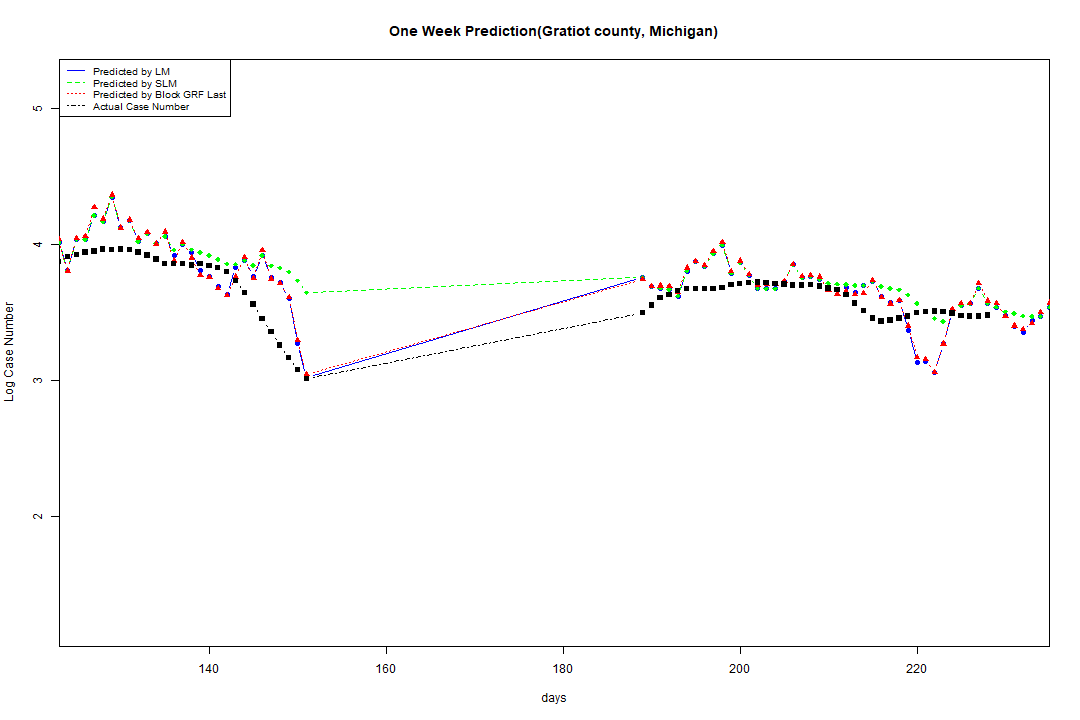 One Week Prediction(Gratiot county, Michigan)
Predicted by LM
Predicted by SLM
Predicted by Block GRF Last
Actual Case Number
5
4
3
2
Log Case Number
140 160 180 200 220
days